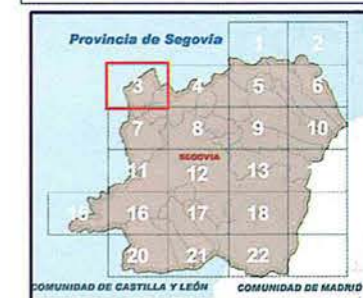 Provincia de Segovia
1 2
3 4 5 6
7 8 9 10
SEGOVIA
11 12 13
16 17 18
20 21 22
COMUNIDAD DE CASTILLA Y LEÓN COMUNIDAD DE MADRID